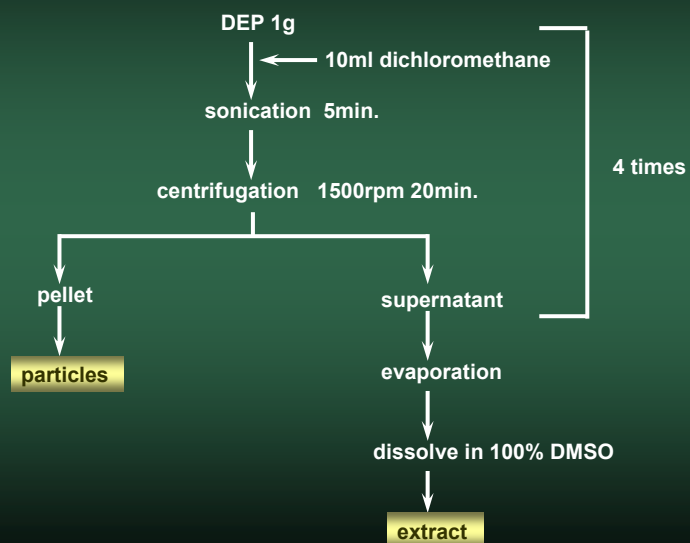 DEP 1g
10ml dichloromethane
sonication 5min.
4 times
centrifugation 1500rpm 20min.
pellet
supernatant
particles
evaporation
dissolve in 100% DMSO
extract